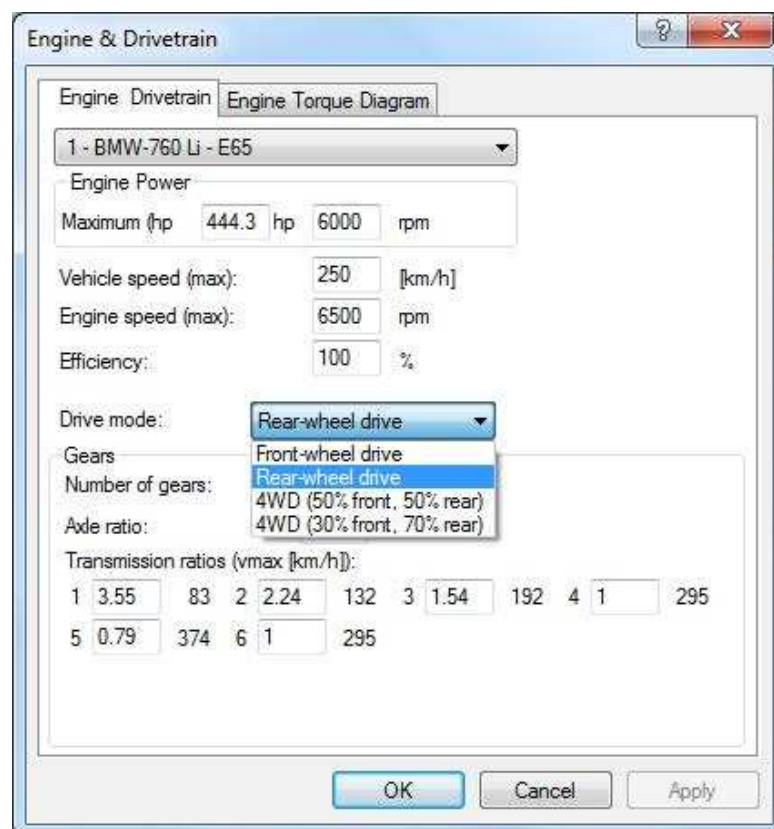 Engine & Drivetrain
?
X
Engine Drivetrain Engine Torque Diagram
1 - BMW-760 Li - E65
Engine Power
Maximum (hp 444.3 hp 6000 rpm
Vehicle speed (max): 250 [km/h]
Engine speed (max): 6500 rpm
Efficiency: 100 %
Drive mode: Rear-wheel drive
Gears Front-wheel drive
Number of gears: Rear-wheel drive
4WD (50% front, 50% rear)
Axle ratio: 4WD (30% front, 70% rear)
Transmission ratios (vmax [km/h]):
1 3.55 83 2 2.24 132 3 1.54 192 4 1 295
5 0.79 374 6 1 295
OK Cancel Apply